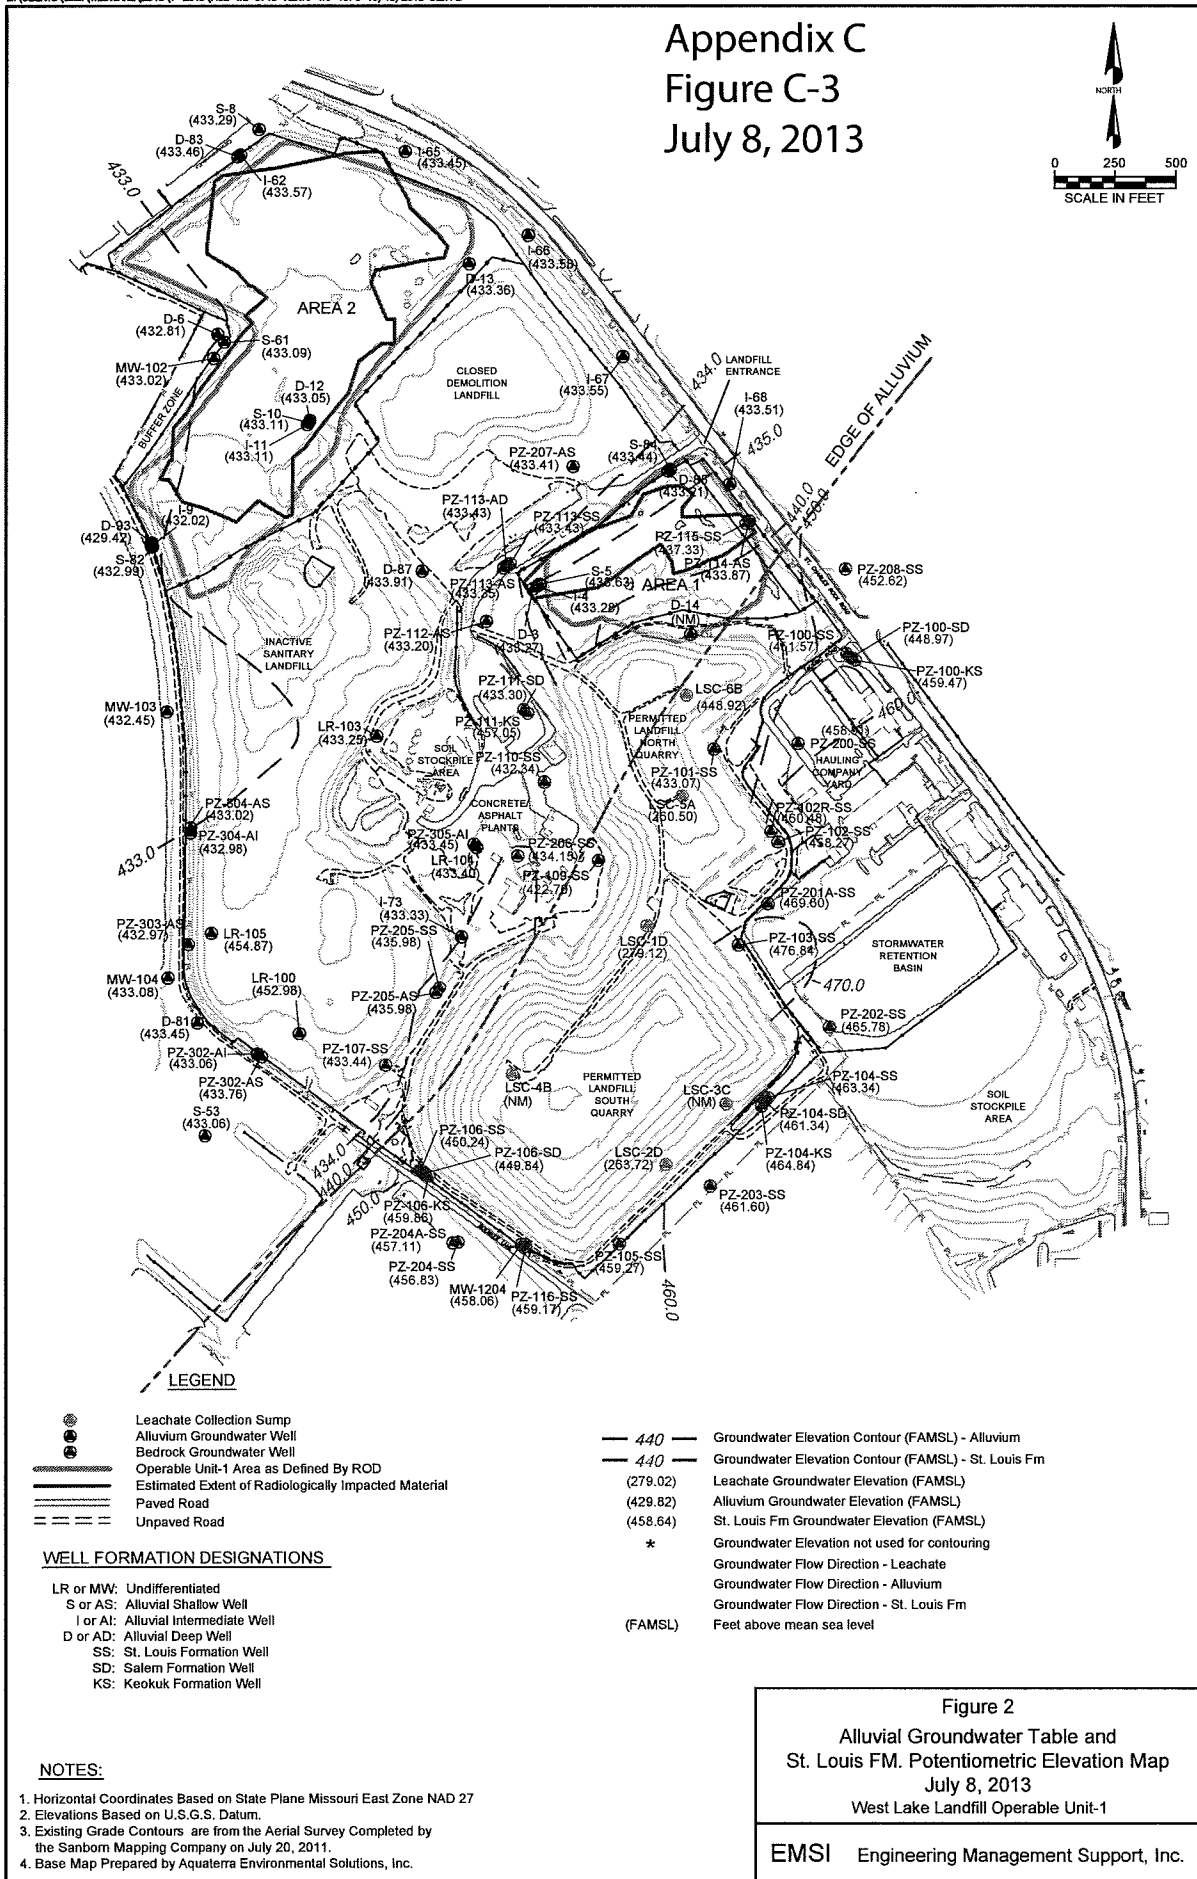 Appendix C
Figure C-3
July 8, 2013
NORTH
0 250 500
SCALE IN FEET
S-8
(433.29)
D-83
(433.46)
I-62
(433.57)
I-65
(433.45)
433.0
I-66
D-13
(433.36)
AREA 2
D-6
(432.81)
S-61
(433.09)
MW-102
(433.02)
BUFFER ZONE
D-12
(433.05)
S-10
(433.11)
I-11
(433.11)
CLOSED
DEMOLITION
LANDFILL
I-67
(433.55)
434.0
LANDFILL
ENTRANCE
I-68
(433.51)
435.0
EDGE OF ALLUVIUM
440.0
450.0
PZ-207-AS
(433.41)
S-84
(433.44)
D-85
PZ-113-AD
(433.43)
PZ-113-SS
(433.43)
PZ-113-AS
PZ-115-SS
(437.33)
PZ-114-AS
(433.87)
PZ-208-SS
(452.62)
I-9
(432.02)
D-93
(429.42)
S-82
(432.99)
D-87
(433.91)
S-5
AREA 1
I-4
(433.28)
D-14
(NM)
D-3
(433.27)
PZ-112-AS
(433.20)
INACTIVE
SANITARY
LANDFILL
PZ-100-SS
(451.57)
PZ-100-SD
(448.97)
PZ-100-KS
(459.47)
460.0
PZ-111-SD
(433.30)
PZ-111-KS
(457.05)
LSC-6B
(448.92)
PERMITTED
LANDFILL
NORTH
QUARRY
MW-103
(432.45)
LR-103
(433.25)
SOIL
STOCKPILE
AREA
PZ-110-SS
(432.34)
PZ-200-SS
HAULING
COMPANY
YARD
PZ-101-SS
(433.07)
LSC-5A
(260.50)
CONCRETE/
ASPHALT
PLANTS
PZ-102R-SS
(460.48)
PZ-102-SS
(458.27)
PZ-304-AS
(433.02)
PZ-304-AI
(432.98)
433.0
PZ-305-AI
(433.45)
LR-104
(433.40)
PZ-206-SS
(434.15)
PZ-109-SS
(422.70)
PZ-201A-SS
(469.60)
I-73
(433.33)
PZ-205-SS
(435.98)
PZ-303-AS
(432.97)
LR-105
(454.87)
LSC-1D
(279.12)
PZ-103-SS
(476.84)
STORMWATER
RETENTION
BASIN
470.0
MW-104
(433.08)
LR-100
(452.98)
PZ-205-AS
(435.98)
PZ-202-SS
(465.78)
D-81
(433.45)
PZ-302-AI
(433.06)
PZ-302-AS
(433.76)
PZ-107-SS
(433.44)
LSC-4B
(NM)
PERMITTED
LANDFILL
SOUTH
QUARRY
LSC-3C
(NM)
PZ-104-SS
(463.34)
PZ-104-SD
(461.34)
PZ-104-KS
(464.84)
SOIL
STOCKPILE
AREA
S-53
(433.06)
434.0
440.0
450.0
PZ-106-SS
(450.24)
PZ-106-SD
(449.84)
LSC-2D
(263.72)
PZ-203-SS
(461.60)
PZ-106-KS
(459.86)
PZ-204A-SS
(457.11)
PZ-204-SS
(456.83)
MW-1204
(458.06)
PZ-116-SS
(459.17)
PZ-105-SS
(459.27)
460.0
LEGEND
Leachate Collection Sump
Alluvium Groundwater Well
Bedrock Groundwater Well
Operable Unit-1 Area as Defined By ROD
Estimated Extent of Radiologically Impacted Material
Paved Road
Unpaved Road
440 Groundwater Elevation Contour (FAMSL) - Alluvium
440 Groundwater Elevation Contour (FAMSL) - St. Louis Fm
(279.02) Leachate Groundwater Elevation (FAMSL)
(429.82) Alluvium Groundwater Elevation (FAMSL)
(458.64) St. Louis Fm Groundwater Elevation (FAMSL)
* Groundwater Elevation not used for contouring
Groundwater Flow Direction - Leachate
Groundwater Flow Direction - Alluvium
Groundwater Flow Direction - St. Louis Fm
(FAMSL) Feet above mean sea level
WELL FORMATION DESIGNATIONS
LR or MW: Undifferentiated
S or AS: Alluvial Shallow Well
I or AI: Alluvial Intermediate Well
D or AD: Alluvial Deep Well
SS: St. Louis Formation Well
SD: Salem Formation Well
KS: Keokuk Formation Well
NOTES:
1. Horizontal Coordinates Based on State Plane Missouri East Zone NAD 27
2. Elevations Based on U.S.G.S. Datum.
3. Existing Grade Contours are from the Aerial Survey Completed by
the Sanborn Mapping Company on July 20, 2011.
4. Base Map Prepared by Aquaterra Environmental Solutions, Inc.
Figure 2
Alluvial Groundwater Table and
St. Louis FM. Potentiometric Elevation Map
July 8, 2013
West Lake Landfill Operable Unit-1
EMSI Engineering Management Support, Inc.